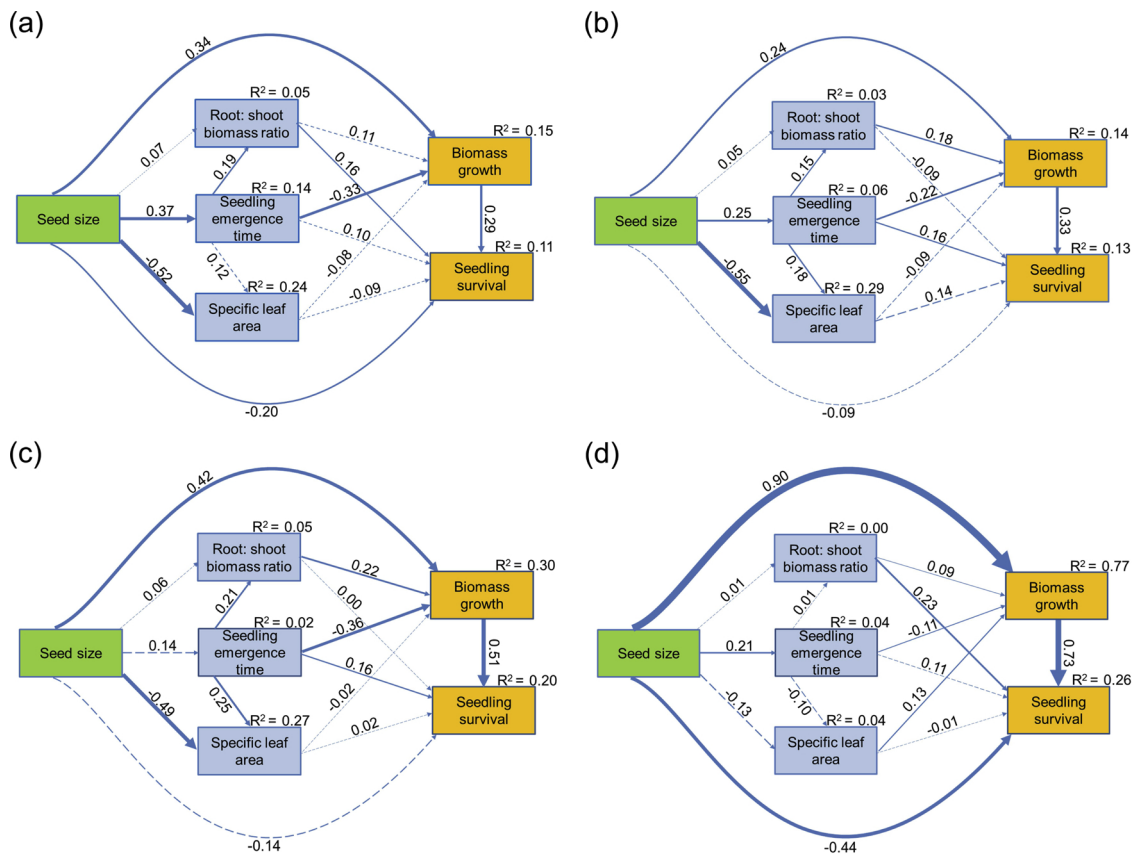 (a)
0.34
R² = 0.05
Root: shoot
biomass ratio
0.11
R² = 0.15
Biomass
growth
0.07
0.19
0.16
R² = 0.14
-0.33
Seed size
0.37
Seedling
emergence
time
0.29
0.10
R² = 0.11
-0.52
0.12
-0.08
Seedling
survival
R² = 0.24
-0.09
Specific leaf
area
-0.20
(b)
0.24
R² = 0.03
Root: shoot
biomass ratio
0.18
R² = 0.14
Biomass
growth
0.05
0.15
-0.09
R² = 0.06
-0.22
Seed size
0.25
Seedling
emergence
time
0.33
0.16
R² = 0.13
-0.55
0.18
-0.09
Seedling
survival
R² = 0.29
0.14
Specific leaf
area
-0.09
(c)
0.42
R² = 0.05
Root: shoot
biomass ratio
0.22
R² = 0.30
Biomass
growth
0.06
0.21
0.00
R² = 0.02
-0.36
Seed size
0.14
Seedling
emergence
time
0.51
0.16
R² = 0.20
-0.49
0.25
-0.02
Seedling
survival
R² = 0.27
0.02
Specific leaf
area
-0.14
(d)
0.90
R² = 0.00
Root: shoot
biomass ratio
0.09
R² = 0.77
Biomass
growth
0.01
0.01
0.23
R² = 0.04
-0.11
Seed size
0.21
Seedling
emergence
time
0.73
0.11
R² = 0.26
-0.13
-0.10
0.13
Seedling
survival
R² = 0.04
-0.01
Specific leaf
area
-0.44